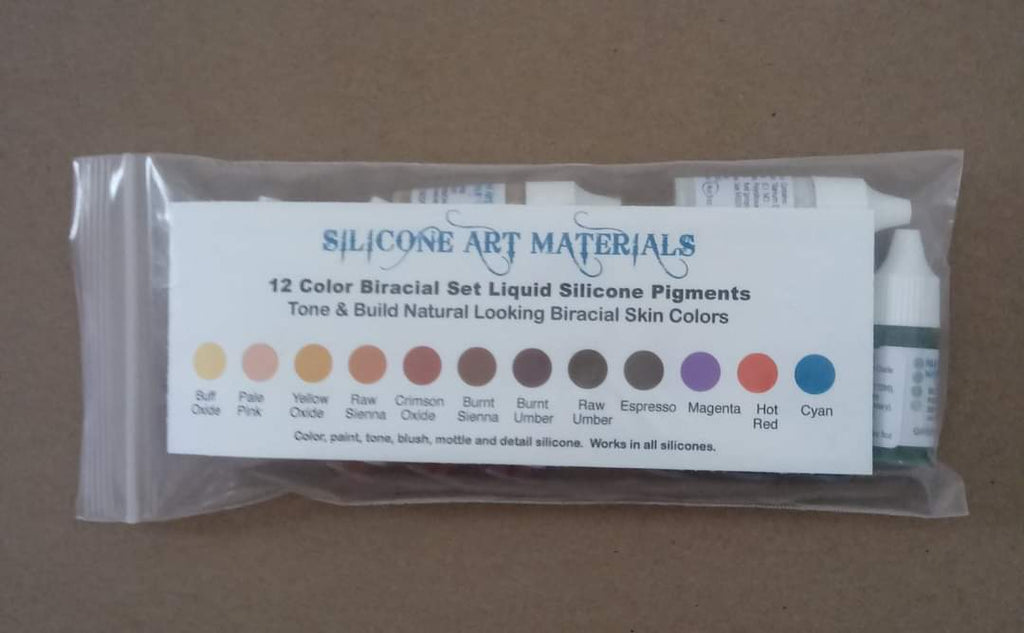 SILICONE ART MATERIALS
12 Color Biracial Set Liquid Silicone Pigments
Tone & Build Natural Looking Biracial Skin Colors
Buff Oxide
Pale Pink
Yellow Oxide
Raw Sienna
Crimson Oxide
Burnt Sienna
Burnt Umber
Raw Umber
Espresso
Magenta
Hot Red
Cyan
Color, paint, tone, blush, mottle and detail silicone. Works in all silicones.